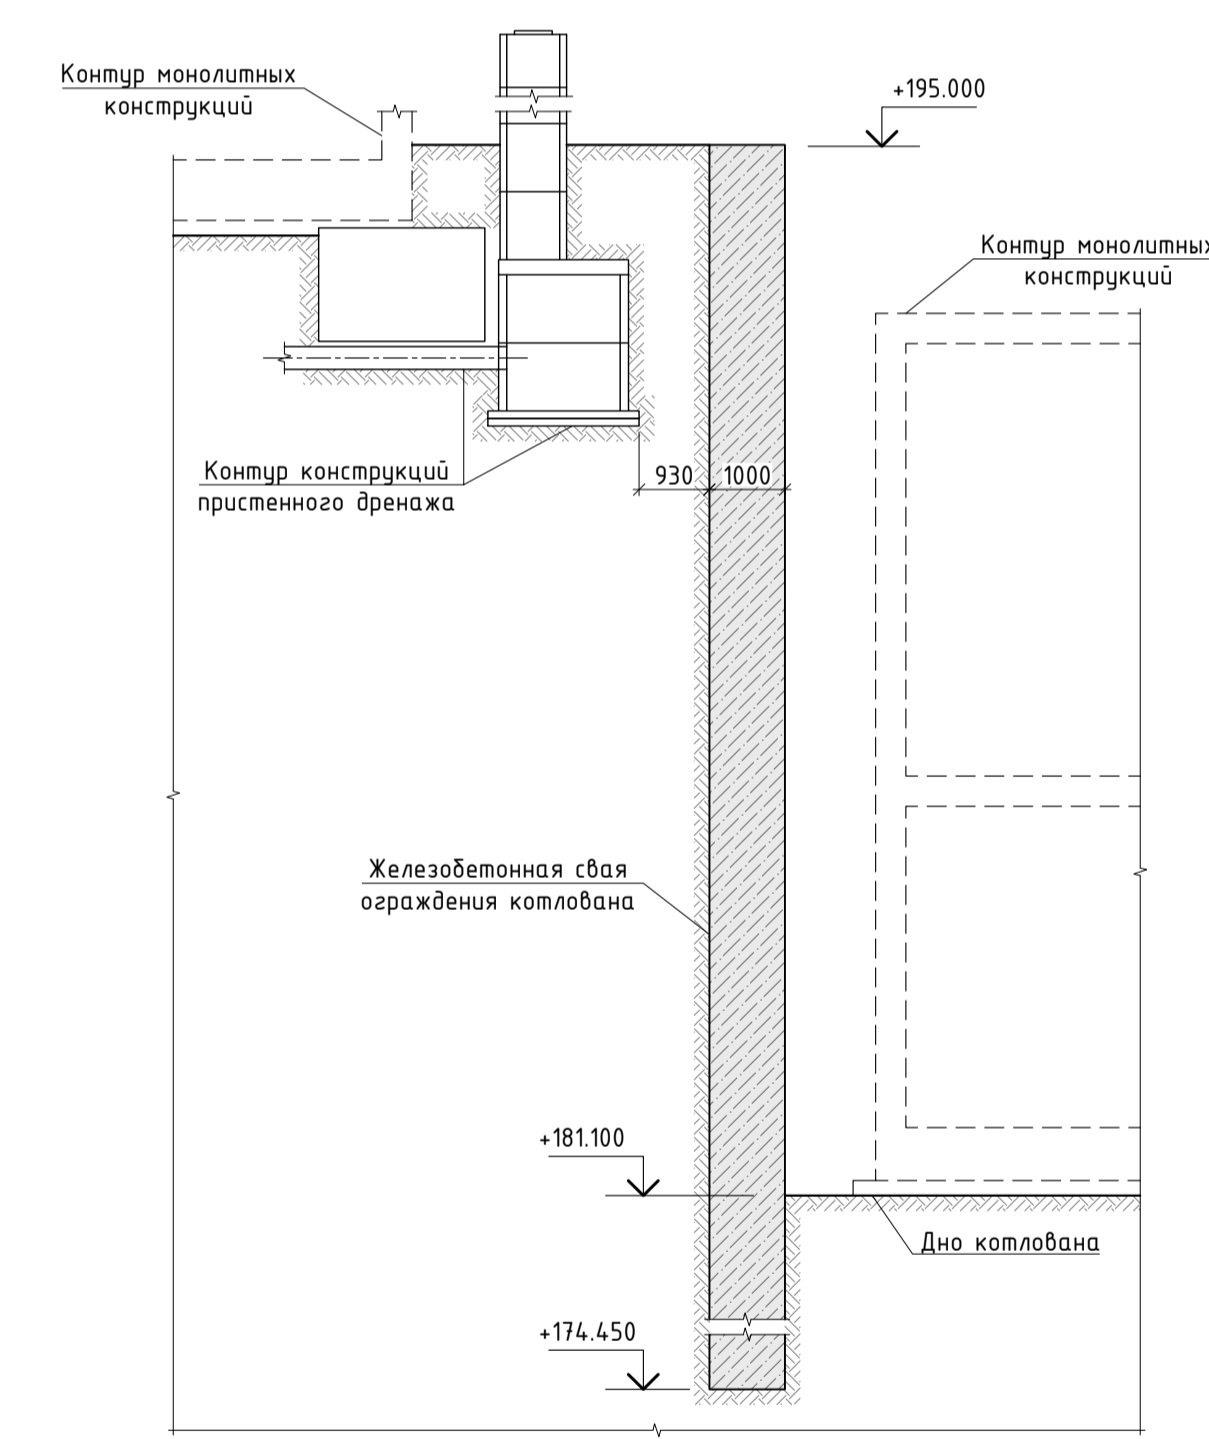 Контур монолитных
конструкций
+195.000
Контур монолитных
конструкций
Контур конструкций
пристенного дренажа
930
1000
Железобетонная свая
ограждения котлована
+181.100
Дно котлована
+174.450